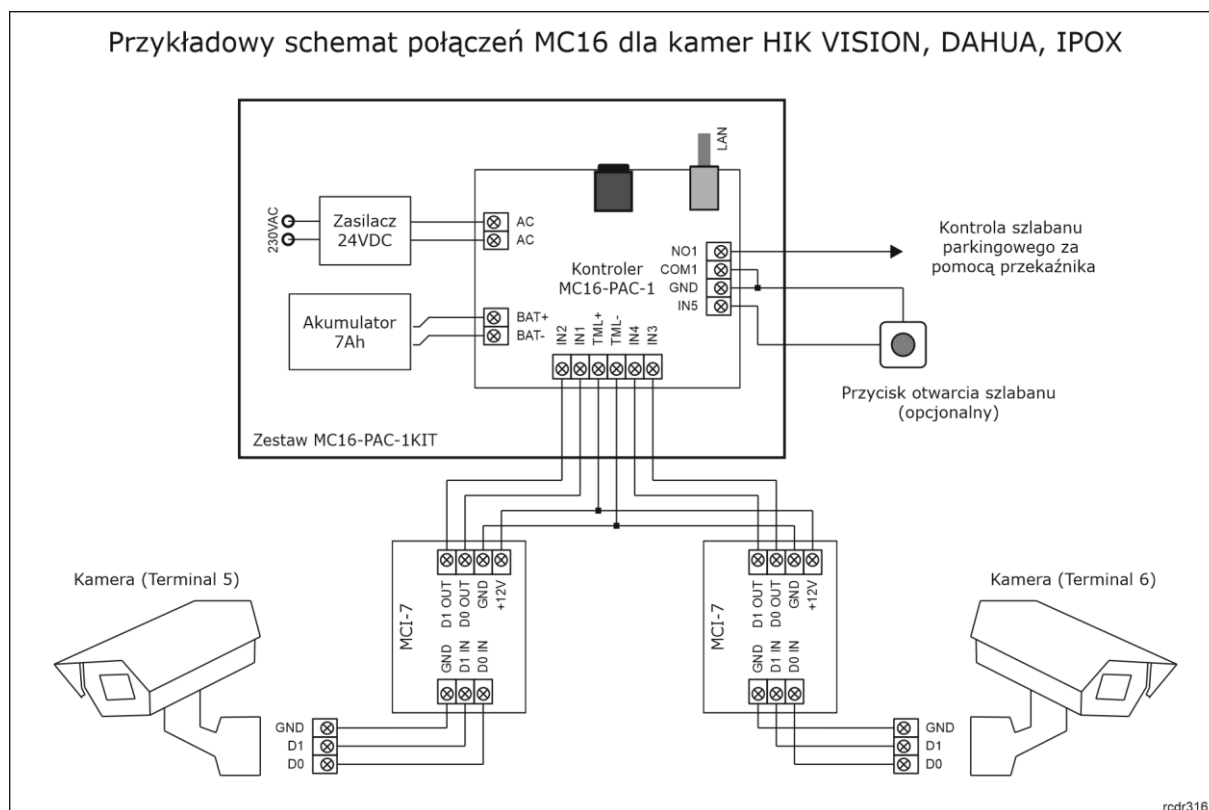 Przykładowy schemat połączeń MC16 dla kamer HIK VISION, DAHUA, IPOX
LAN
230VAC
Zasilacz
24VDC
AC
AC
NO1
COM1
GND
IN5
Kontroler
MC16-PAC-1
Kontrola szlabanu
parkingowego za
pomocą przekaźnika
Akumulator
7Ah
BAT+
BAT-
IN2
IN1
TML+
TML-
IN4
IN3
Przycisk otwarcia szlabanu
(opcjonalny)
Zestaw MC16-PAC-1KIT
Kamera (Terminal 5)
MCI-7
D1 OUT
D0 OUT
GND
+12V
GND
D1 IN
D0 IN
GND
D1
D0
MCI-7
D1 OUT
D0 OUT
GND
+12V
GND
D1 IN
D0 IN
Kamera (Terminal 6)
GND
D1
D0
rcdr316